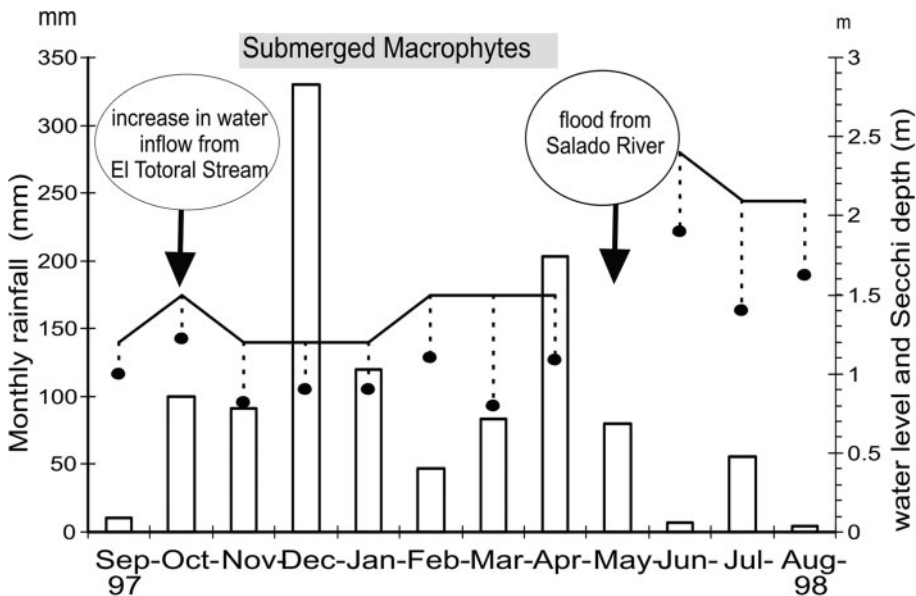 mm
m
Submerged Macrophytes
350
300
250
200
150
100
50
0
Monthly rainfall (mm)
increase in water
inflow from
El Totoral Stream
flood from
Salado River
3
2.5
2
1.5
1
0.5
0
water level and Secchi depth (m)
Sep-Oct-Nov-Dec-Jan-Feb-Mar-Apr-May-Jun-Jul-Aug-
97 98